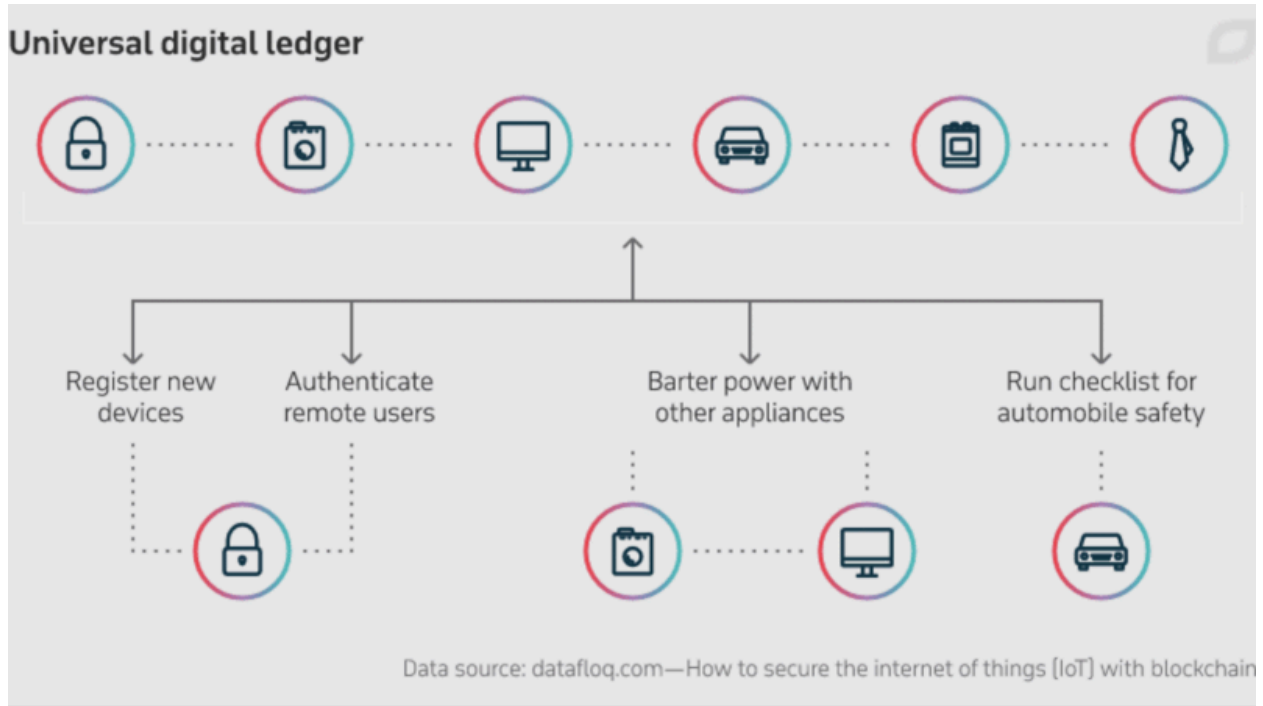 Universal digital ledger
Register new
devices
Authenticate
remote users
Barter power with
other appliances
Run checklist for
automobile safety
Data source: datafloq.com—How to secure the internet of things [IoT] with blockchain